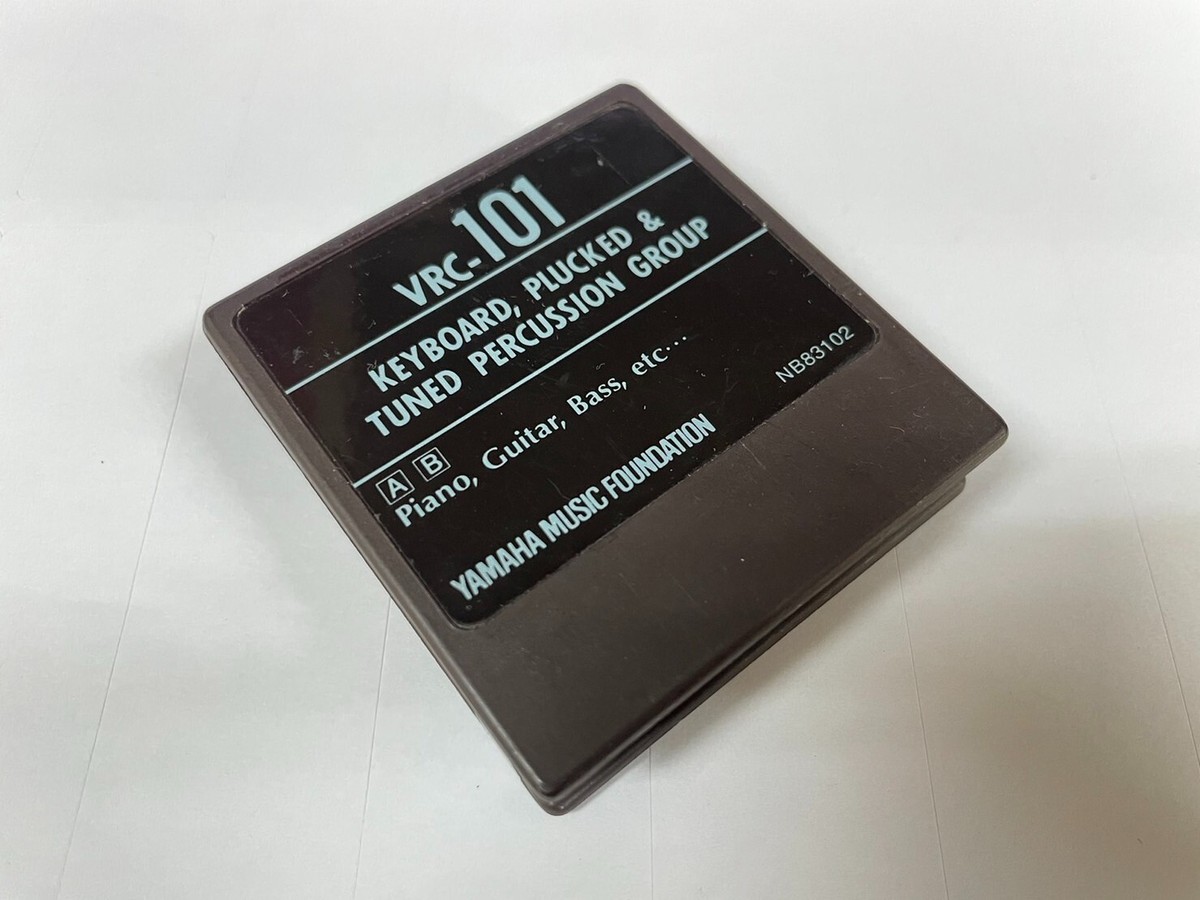 VRC-101
KEYBOARD, PLUCKED &
TUNED PERCUSSION GROUP
A B
Piano, Guitar, Bass, etc···
NB83102
YAMAHA MUSIC FOUNDATION